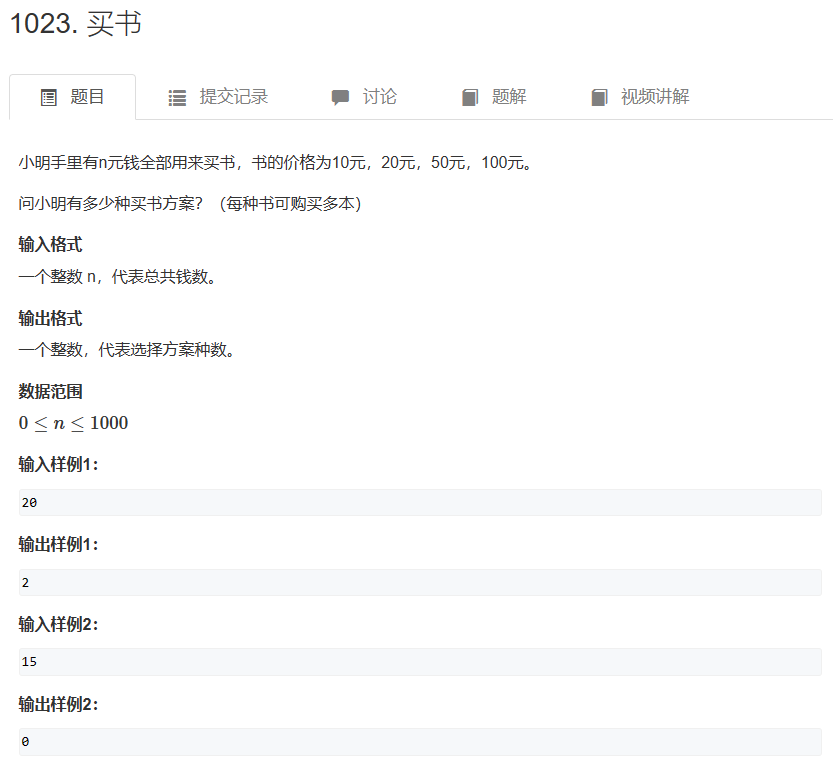 1023. 买书
题目
提交记录
讨论
题解
视频讲解
小明手里有n元钱全部用来买书，书的价格为10元，20元，50元，100元。
问小明有多少种买书方案？（每种书可购买多本）
输入格式
一个整数 n，代表总共钱数。
输出格式
一个整数，代表选择方案种数。
数据范围
0 ≤ n ≤ 1000
输入样例1：
20
输出样例1：
2
输入样例2：
15
输出样例2：
0